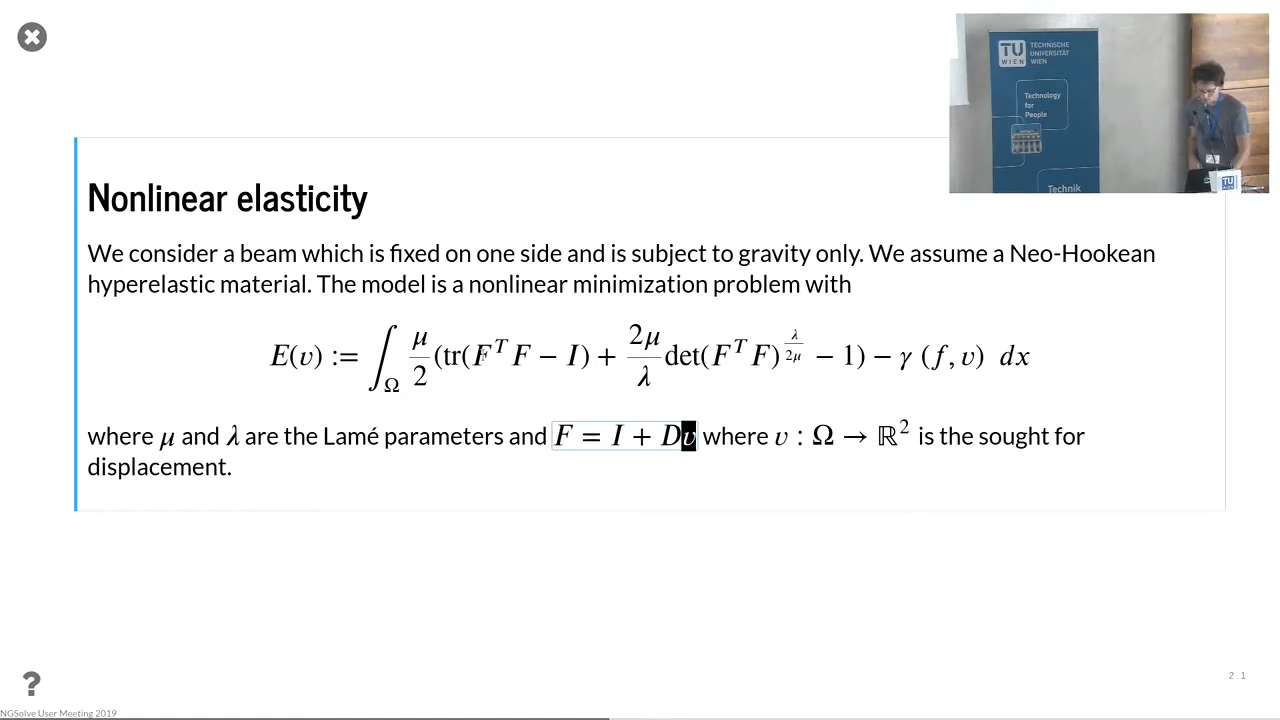 TU WIEN TECHNISCHE UNIVERSITÄT WIEN
Technology
for
People
Technik
TU
Nonlinear elasticity
We consider a beam which is fixed on one side and is subject to gravity only. We assume a Neo-Hookean
hyperelastic material. The model is a nonlinear minimization problem with
E(v) := ∫_Ω μ/2 (tr(F^T F − I) + 2μ/λ det(F^T F)^{λ/2μ} − 1) − γ (f, v) dx
where μ and λ are the Lamé parameters and F = I + Dv where v : Ω → ℝ² is the sought for
displacement.
?
2 . 1
NGSolve User Meeting 2019